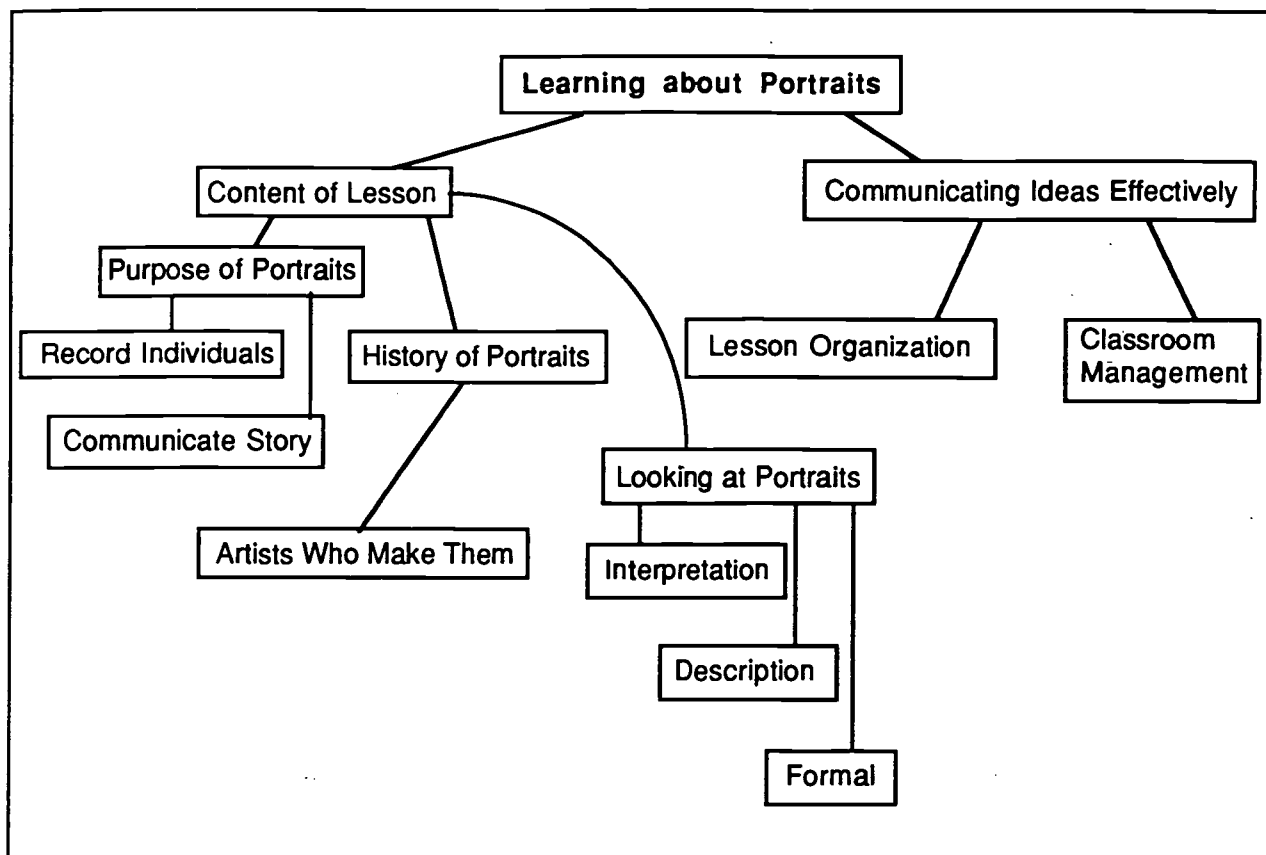 Learning about Portraits
Content of Lesson
Communicating Ideas Effectively
Purpose of Portraits
Record Individuals
History of Portraits
Lesson Organization
Classroom
Management
Communicate Story
Looking at Portraits
Artists Who Make Them
Interpretation
Description
Formal